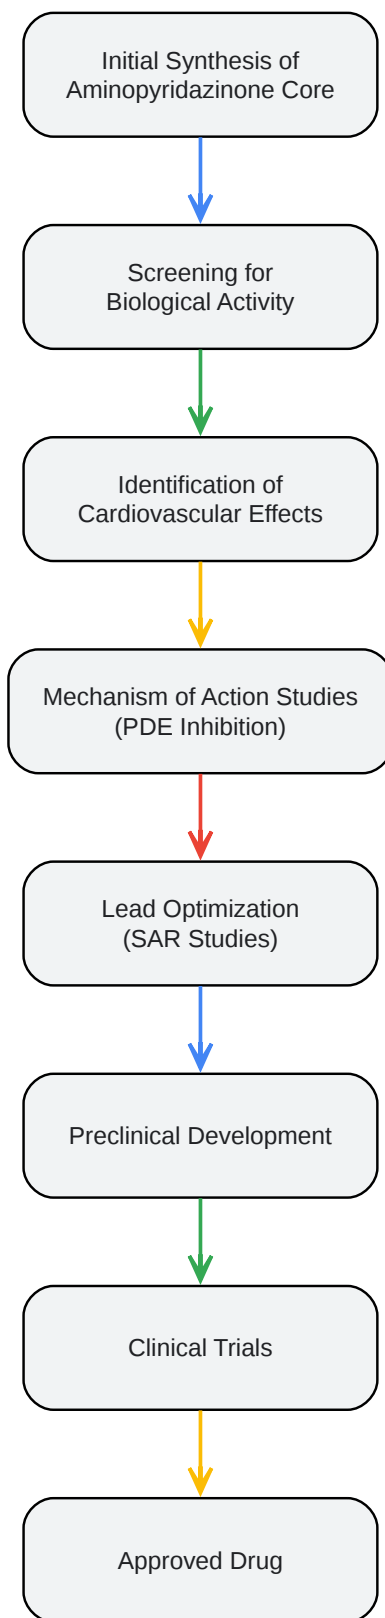 Initial Synthesis of
Aminopyridazinone Core
Screening for
Biological Activity
Identification of
Cardiovascular Effects
Mechanism of Action Studies
(PDE Inhibition)
Lead Optimization
(SAR Studies)
Preclinical Development
Clinical Trials
Approved Drug